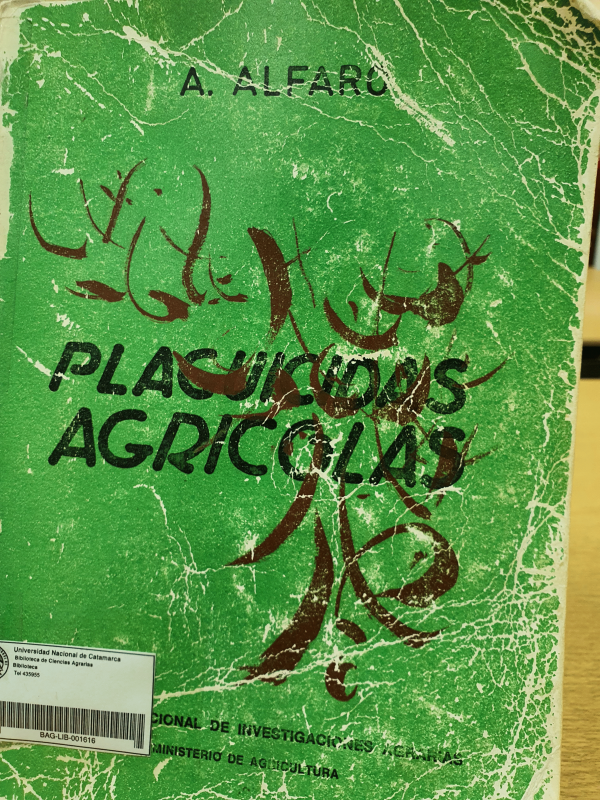 A. ALFARO
PLAGUICIDAS
AGRICOLAS
Universidad Nacional de Catamarca
Biblioteca de Ciencias Agrarias
Biblioteca
Tel 435955
BAG-LIB-001616
CIONAL DE INVESTIGACIONES AGRARIAS
MINISTERIO DE AGRICULTURA